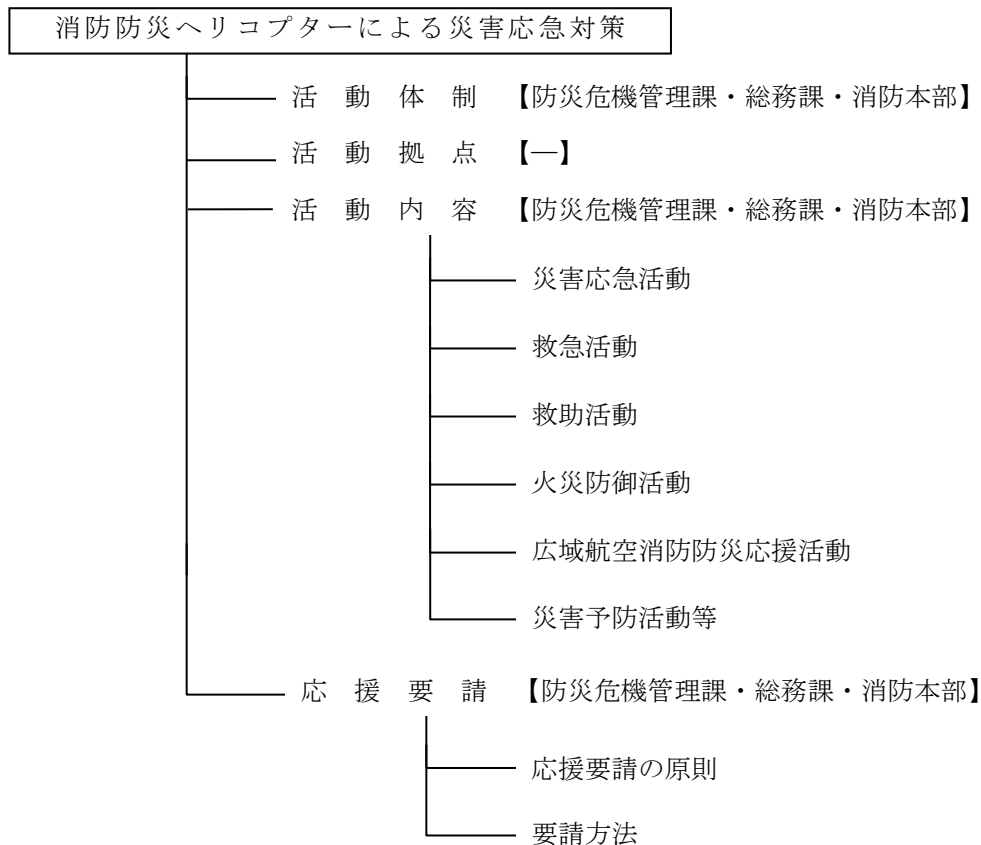 消防防災ヘリコプターによる災害応急対策
活動体制 【防災危機管理課・総務課・消防本部】
活動拠点 【―】
活動内容 【防災危機管理課・総務課・消防本部】
災害応急活動
救急活動
救助活動
火災防御活動
広域航空消防防災応援活動
災害予防活動等
応援要請 【防災危機管理課・総務課・消防本部】
応援要請の原則
要請方法